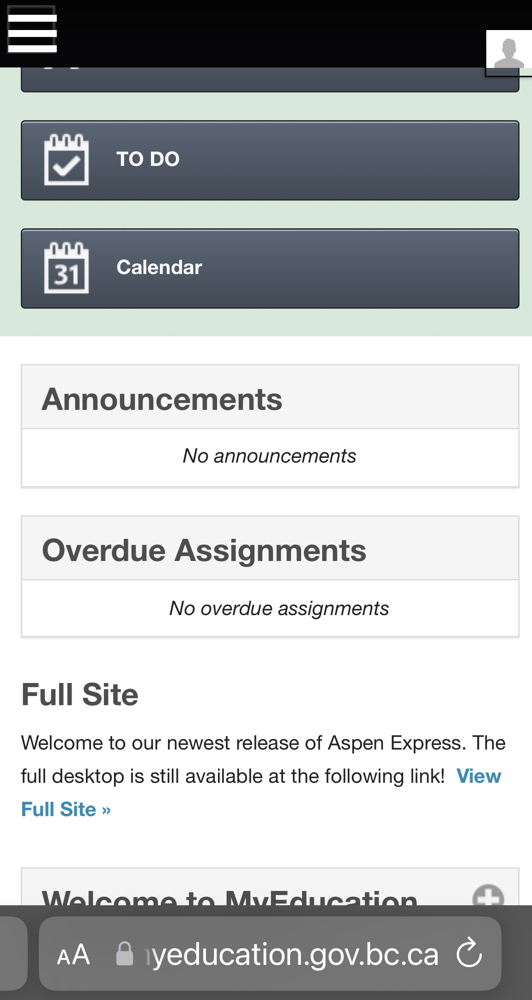 TO DO
31
Calendar
Announcements
No announcements
Overdue Assignments
No overdue assignments
Full Site
Welcome to our newest release of Aspen Express. The
full desktop is still available at the following link! View
Full Site »
Welcome to MyEducation
AA yeducation.gov.bc.ca